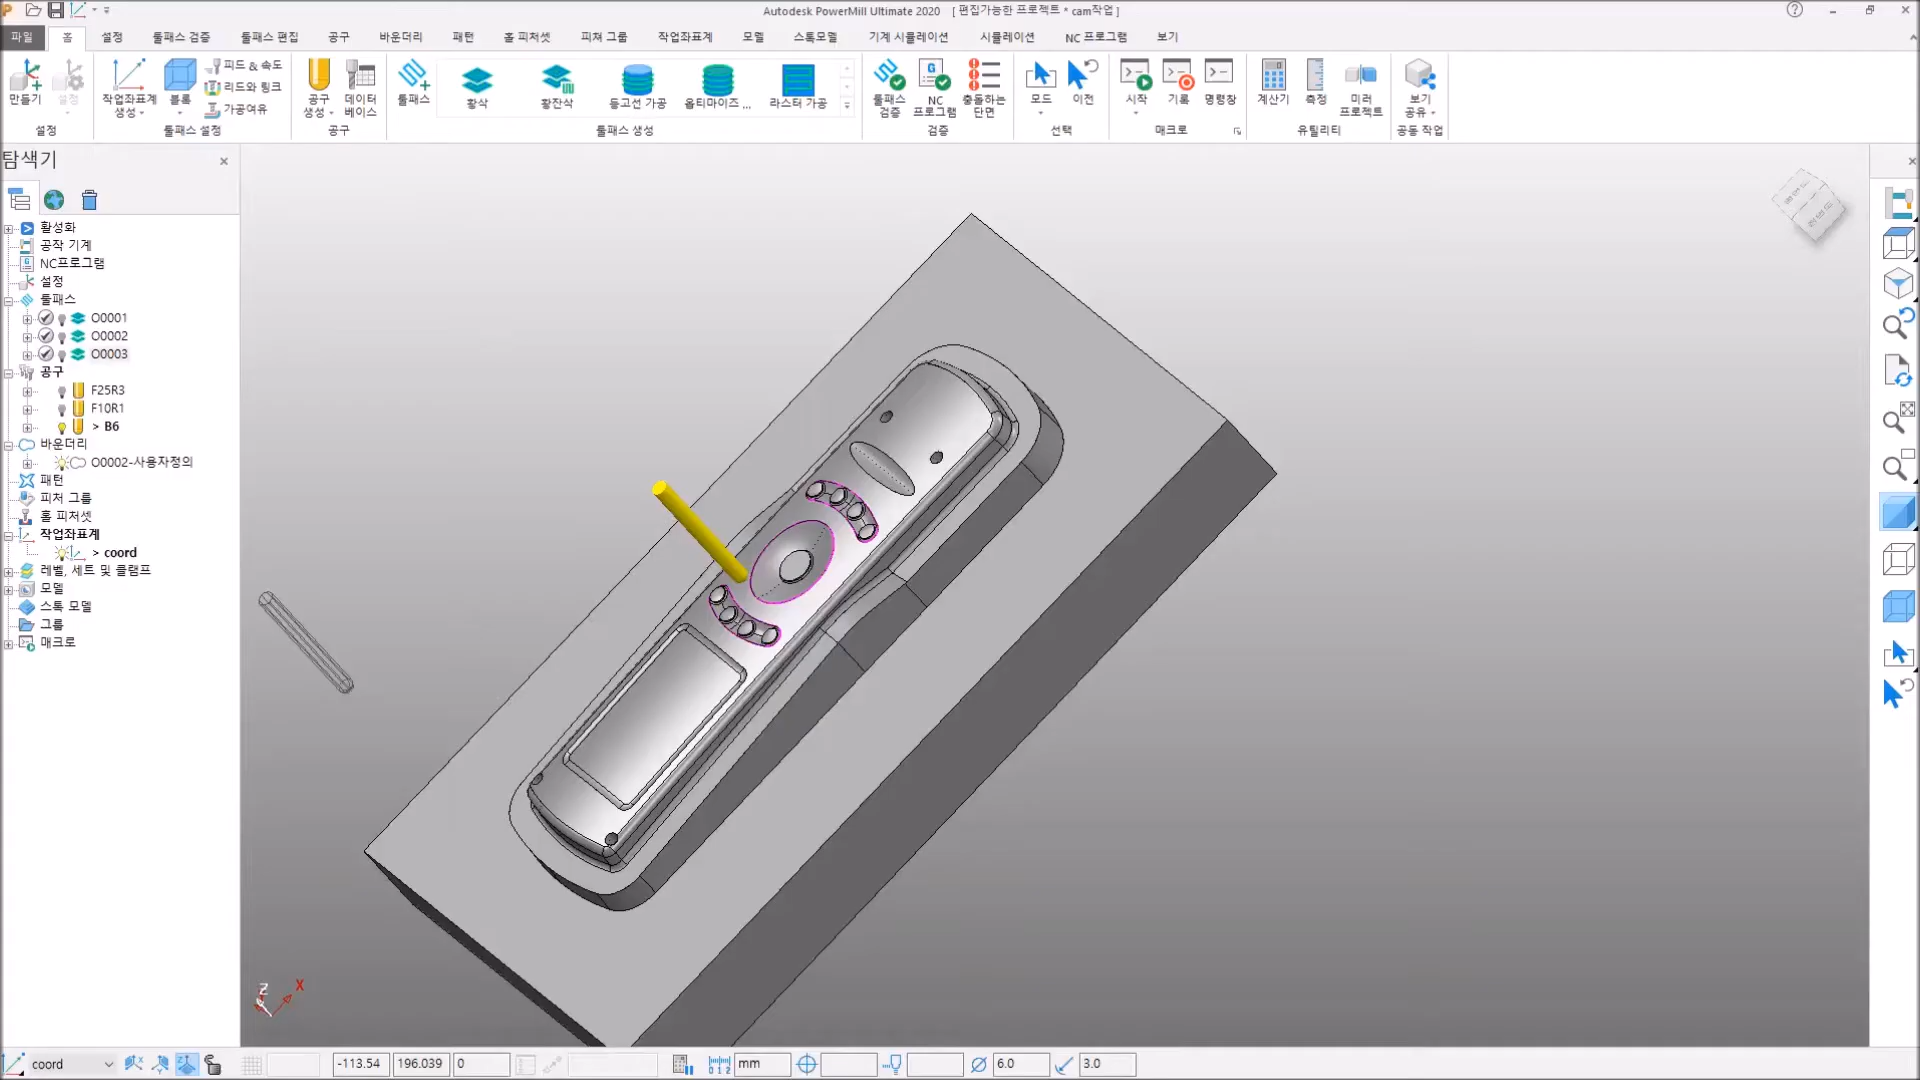 Autodesk PowerMill Ultimate 2020 [ 편집가능한 프로젝트 * cam작업 ]
파일 홈 설정 툴패스 검증 툴패스 편집 공구 바운더리 패턴 홀 피처셋 피쳐 그룹 작업좌표계 모델 스톡모델 기계 시뮬레이션 시뮬레이션 NC 프로그램 보기
만들기 설정
작업좌표계 생성 블록 피드 & 속도
리드와 링크
가공여유
공구 생성 데이터 베이스
툴패스 황삭 황잔삭 등고선 가공 옵티마이즈 ... 라스터 가공
툴패스 검증 NC 프로그램 충돌하는 단면
모드 이전
시작 기록 명령창
계산기 측정 미러 프로젝트
보기 공유
설정 툴패스 설정 공구 툴패스 생성 검증 선택 매크로 유틸리티 공동 작업
탐색기
활성화
공작 기계
NC프로그램
설정
툴패스
O0001
O0002
O0003
공구
F25R3
F10R1
> B6
바운더리
O0002-사용자정의
패턴
피처 그룹
홀 피처셋
작업좌표계
> coord
레벨, 세트 및 클램프
모델
스톡 모델
그룹
매크로
Z X
coord -113.54 196.039 0 mm 6.0 3.0